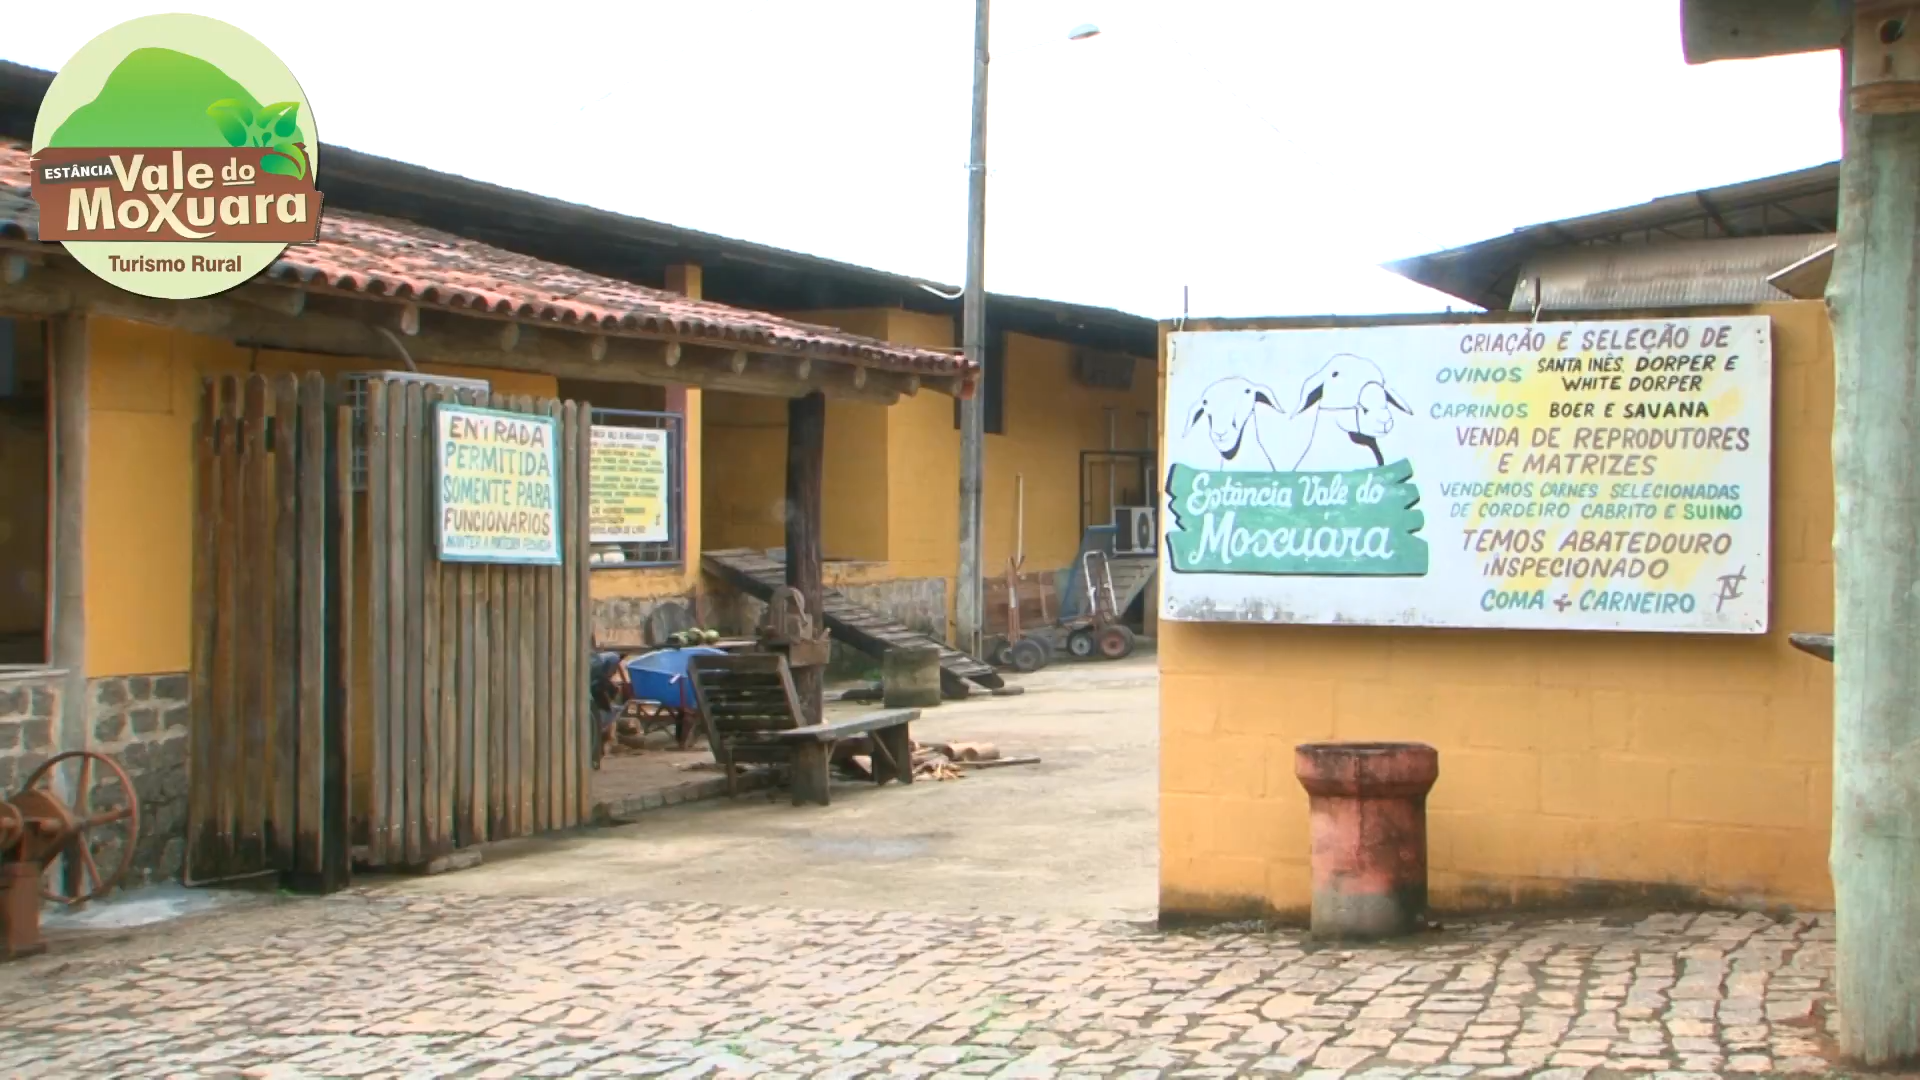 ESTÂNCIA
Vale do
Moxuara
Turismo Rural
ENTRADA
PERMITIDA
SOMENTE PARA
FUNCIONARIOS
Estância Vale do
Moxuara
CRIAÇÃO E SELEÇÃO DE
OVINOS SANTA INÊS, DORPER E
WHITE DORPER
CAPRINOS BOER E SAVANA
VENDA DE REPRODUTORES
E MATRIZES
VENDEMOS CARNES SELECIONADAS
DE CORDEIRO CABRITO E SUINO
TEMOS ABATEDOURO
INSPECIONADO
COMA + CARNEIRO